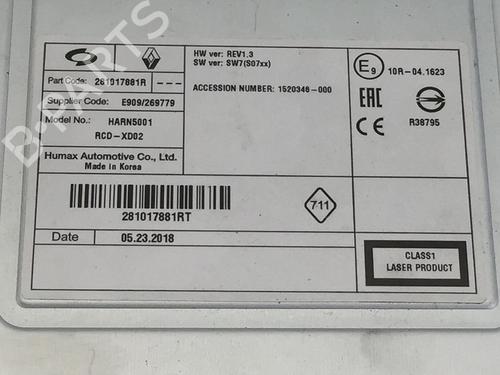 B-PARTS
Part Code: 281017881R ---
Supplier Code: E909/269779
Model No.: HARN5001
RCD-XD02
Humax Automotive Co., Ltd.
Made in Korea
HW ver: REV1.3
SW ver: SW7(S07xx)
ACCESSION NUMBER: 1520346-000
E9 10R-04.1623
EAC
CE
R38795
281017881RT
711
Date 05.23.2018
CLASS1
LASER PRODUCT